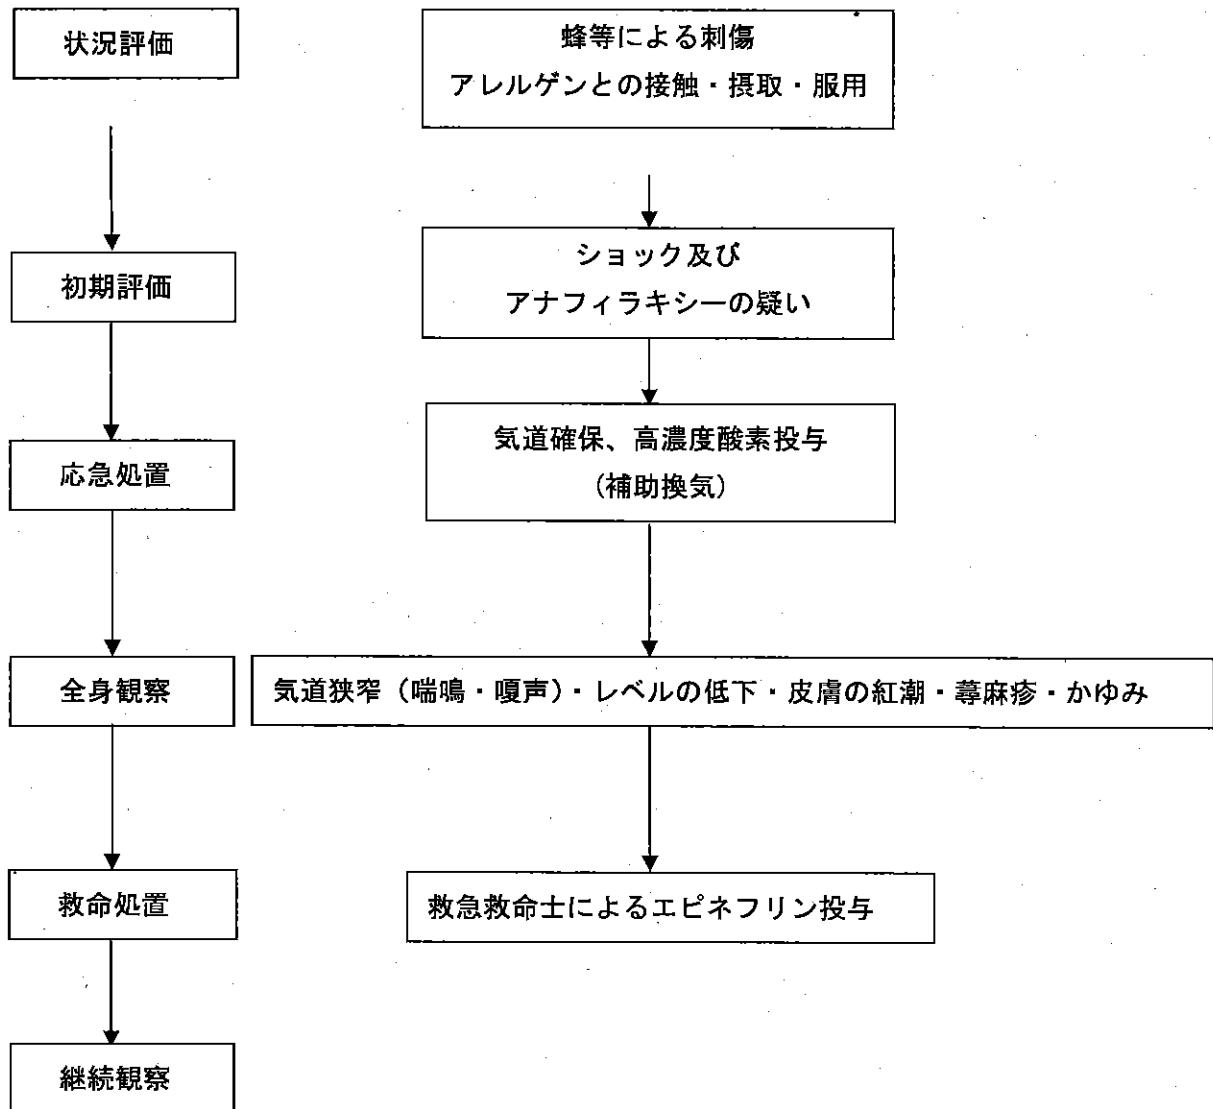 状況評価
蜂等による刺傷
アレルゲンとの接触・摂取・服用
初期評価
ショック及び
アナフィラキシーの疑い
応急処置
気道確保、高濃度酸素投与
(補助換気)
全身観察
気道狭窄（喘鳴・嗄声）・レベルの低下・皮膚の紅潮・蕁麻疹・かゆみ
救命処置
救急救命士によるエピネフリン投与
継続観察